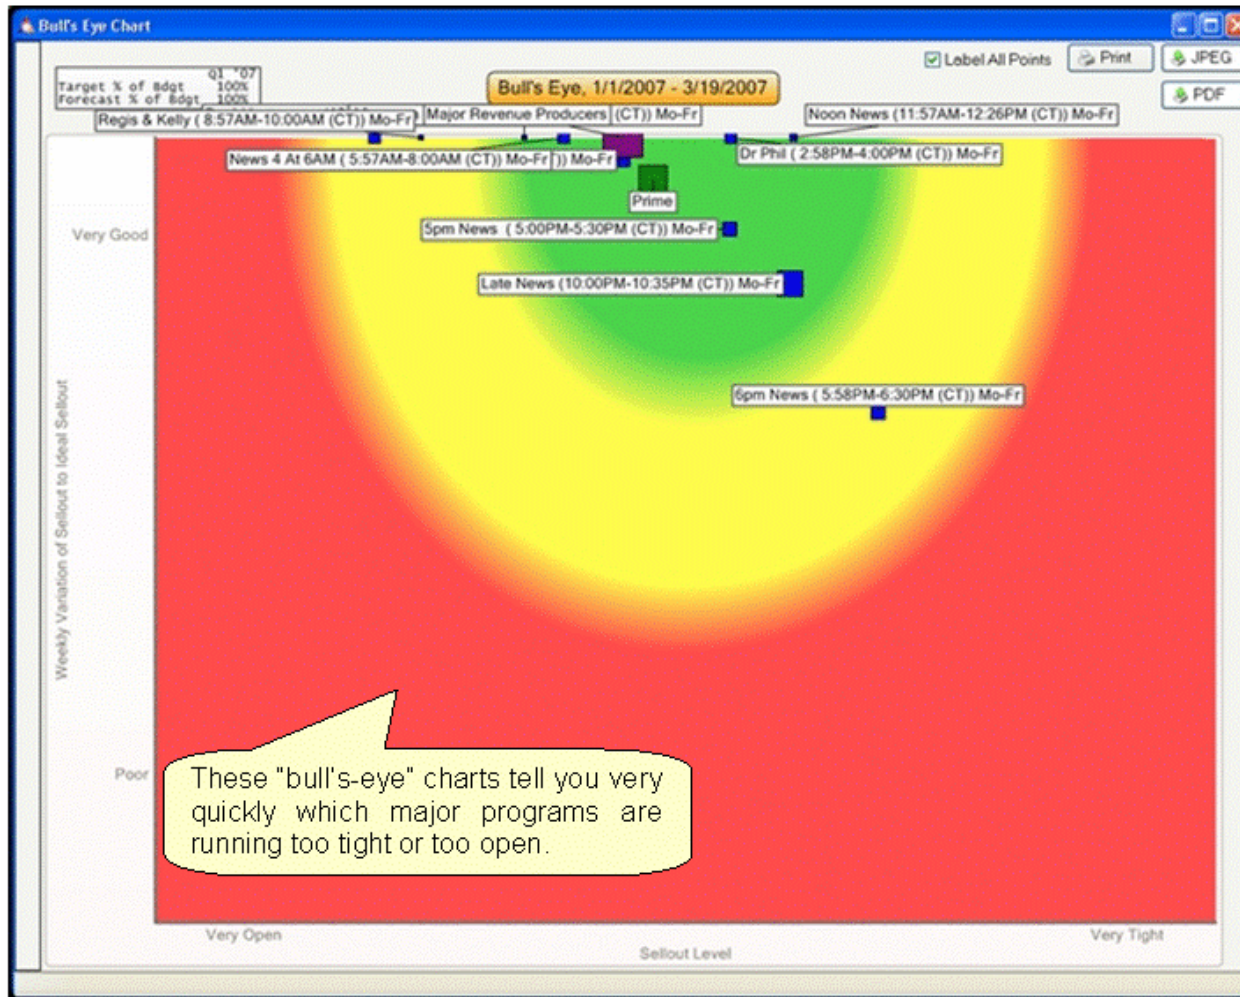 Bull's Eye Chart
Label All Points
Print
JPEG
PDF
Q1 '07
Target % of Bdgt 100%
Forecast % of Bdgt 100%
Bull's Eye, 1/1/2007 - 3/19/2007
Regis & Kelly ( 8:57AM-10:00AM (CT)) Mo-Fr
Major Revenue Producers
(CT)) Mo-Fr
Noon News (11:57AM-12:26PM (CT)) Mo-Fr
News 4 At 6AM ( 5:57AM-8:00AM (CT)) Mo-Fr
)) Mo-Fr
Dr Phil ( 2:58PM-4:00PM (CT)) Mo-Fr
Prime
Very Good
5pm News ( 5:00PM-5:30PM (CT)) Mo-Fr
Late News (10:00PM-10:35PM (CT)) Mo-Fr
6pm News ( 5:58PM-6:30PM (CT)) Mo-Fr
Weekly Variation of Sellout to Ideal Sellout
Poor
These "bull's-eye" charts tell you very
quickly which major programs are
running too tight or too open.
Very Open
Very Tight
Sellout Level